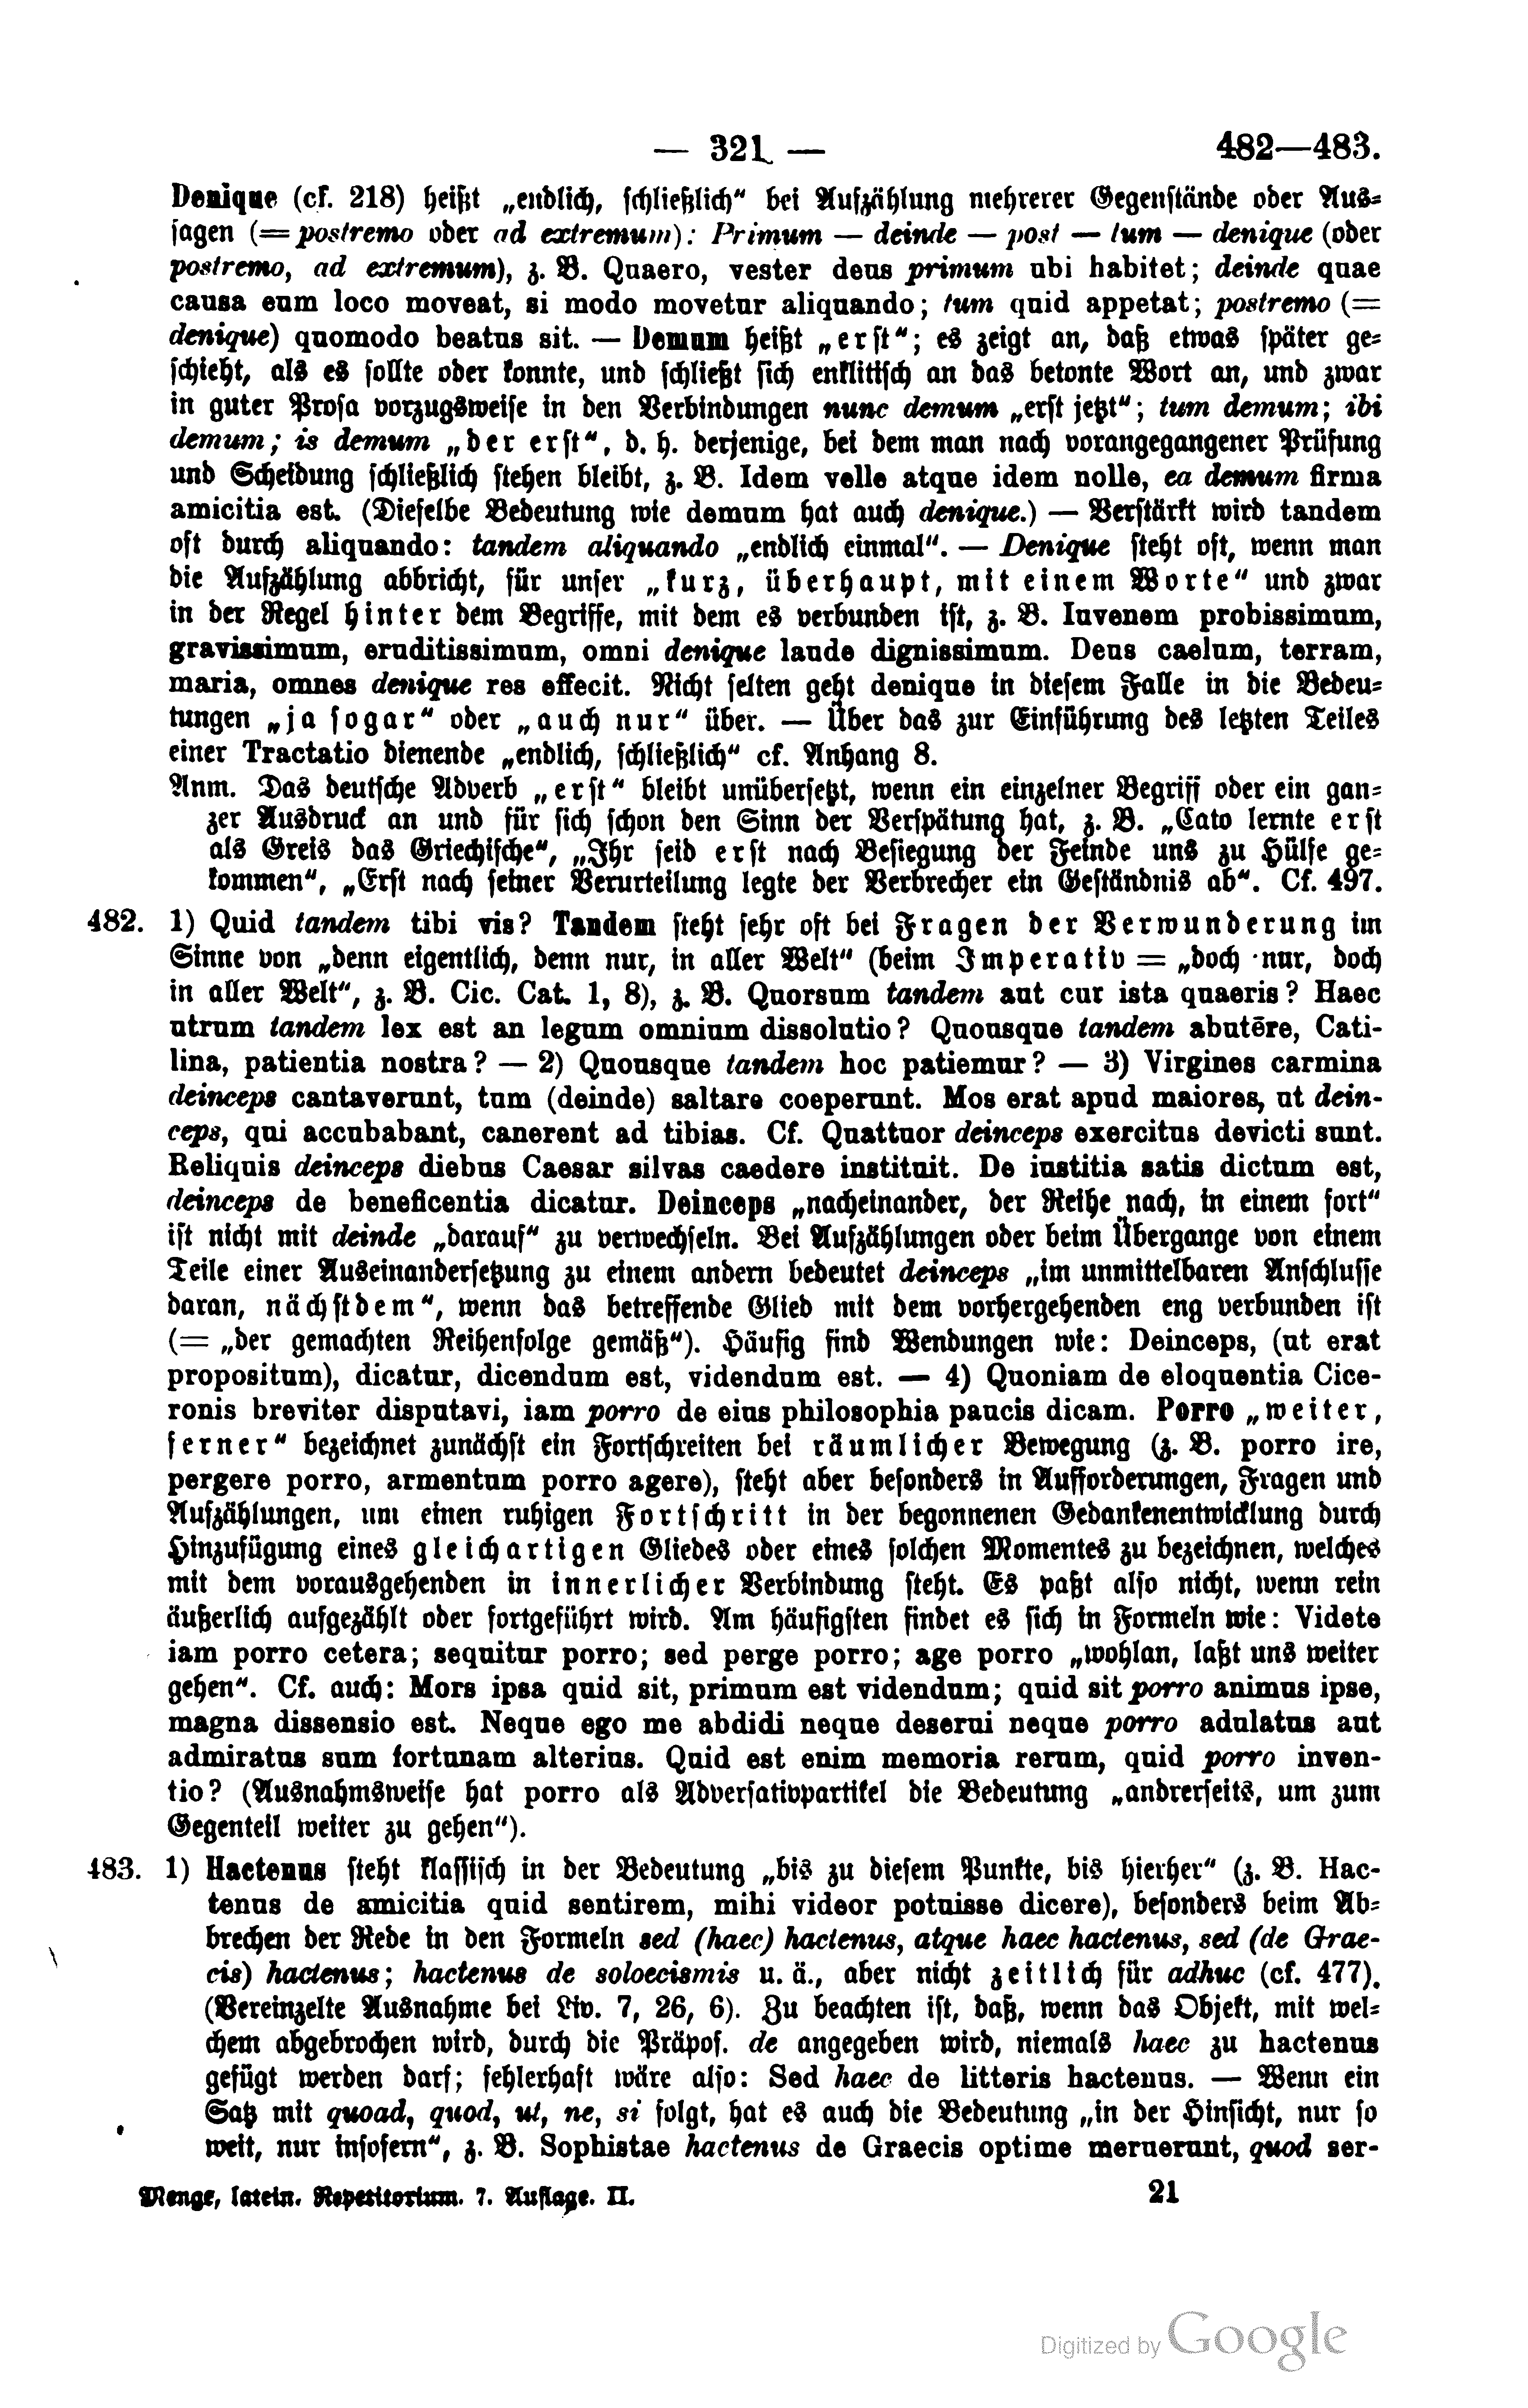 — 321 — 482—483.
Denique (cf. 218) heißt „endlich, schließlich“ bei Aufzählung mehrerer Gegenstände oder Aus-
sagen (= postremo oder ad extremum): Primum — deinde — post — tum — denique (oder
postremo, ad extremum), z. B. Quaero, vester deus primum ubi habitet; deinde quae
causa eum loco moveat, si modo movetur aliquando; tum quid appetat; postremo (=
denique) quomodo beatus sit. — Demum heißt „erst“; es zeigt an, daß etwas später ge-
schieht, als es sollte oder konnte, und schließt sich enklitisch an das betonte Wort an, und zwar
in guter Prosa vorzugsweise in den Verbindungen nunc demum „erst jetzt“; tum demum; ibi
demum; is demum „der erst“, d. h. derjenige, bei dem man nach vorangegangener Prüfung
und Scheidung schließlich stehen bleibt, z. B. Idem velle atque idem nolle, ea demum firma
amicitia est. (Dieselbe Bedeutung wie demum hat auch denique.) — Verstärkt wird tandem
oft durch aliquando: tandem aliquando „endlich einmal“. — Denique steht oft, wenn man
die Aufzählung abbricht, für unser „kurz, überhaupt, mit einem Worte“ und zwar
in der Regel hinter dem Begriffe, mit dem es verbunden ist, z. B. Iuvenem probissimum,
gravissimum, eruditissimum, omni denique laude dignissimum. Deus caelum, terram,
maria, omnes denique res effecit. Nicht selten geht denique in diesem Falle in die Bedeu-
tungen „ja sogar“ oder „auch nur“ über. — Über das zur Einführung des letzten Teiles
einer Tractatio dienende „endlich, schließlich“ cf. Anhang 8.
Anm. Das deutsche Adverb „erst“ bleibt unübersetzt, wenn ein einzelner Begriff oder ein gan-
zer Ausdruck an und für sich schon den Sinn der Verspätung hat, z. B. „Cato lernte erst
als Greis das Griechische“, „Ihr seid erst nach Besiegung der Feinde uns zu Hülfe ge-
kommen“, „Erst nach seiner Verurteilung legte der Verbrecher ein Geständnis ab“. Cf. 497.
482. 1) Quid tandem tibi vis? Tandem steht sehr oft bei Fragen der Verwunderung im
Sinne von „denn eigentlich, denn nur, in aller Welt“ (beim Imperativ = „doch nur, doch
in aller Welt“, z. B. Cic. Cat. 1, 8), z. B. Quorsum tandem aut cur ista quaeris? Haec
utrum tandem lex est an legum omnium dissolutio? Quousque tandem abutēre, Cati-
lina, patientia nostra? — 2) Quousque tandem hoc patiemur? — 3) Virgines carmina
deinceps cantaverunt, tum (deinde) saltare coeperunt. Mos erat apud maiores, ut dein-
ceps, qui accubabant, canerent ad tibias. Cf. Quattuor deinceps exercitus devicti sunt.
Reliquis deinceps diebus Caesar silvas caedere instituit. De iustitia satis dictum est,
deinceps de beneficentia dicatur. Deinceps „nacheinander, der Reihe nach, in einem fort“
ist nicht mit deinde „darauf“ zu verwechseln. Bei Aufzählungen oder beim Übergange von einem
Teile einer Auseinandersetzung zu einem andern bedeutet deinceps „im unmittelbaren Anschlusse
daran, nächstdem“, wenn das betreffende Glied mit dem vorhergehenden eng verbunden ist
(= „der gemachten Reihenfolge gemäß“). Häufig sind Wendungen wie: Deinceps, (ut erat
propositum), dicatur, dicendum est, videndum est. — 4) Quoniam de eloquentia Cice-
ronis breviter disputavi, iam porro de eius philosophia paucis dicam. Porro „weiter,
ferner“ bezeichnet zunächst ein Fortschreiten bei räumlicher Bewegung (z. B. porro ire,
pergere porro, armentum porro agere), steht aber besonders in Aufforderungen, Fragen und
Aufzählungen, um einen ruhigen Fortschritt in der begonnenen Gedankenentwicklung durch
Hinzufügung eines gleichartigen Gliedes oder eines solchen Momentes zu bezeichnen, welches
mit dem vorausgehenden in innerlicher Verbindung steht. Es paßt also nicht, wenn rein
äußerlich aufgezählt oder fortgeführt wird. Am häufigsten findet es sich in Formeln wie: Videte
iam porro cetera; sequitur porro; sed perge porro; age porro „wohlan, laßt uns weiter
gehen“. Cf. auch: Mors ipsa quid sit, primum est videndum; quid sit porro animus ipse,
magna dissensio est. Neque ego me abdidi neque deserui neque porro adulatus aut
admiratus sum fortunam alterius. Quid est enim memoria rerum, quid porro inven-
tio? (Ausnahmsweise hat porro als Adversativpartikel die Bedeutung „andrerseits, um zum
Gegenteil weiter zu gehen“).
483. 1) Hactenus steht klassisch in der Bedeutung „bis zu diesem Punkte, bis hierher“ (z. B. Hac-
tenus de amicitia quid sentirem, mihi videor potuisse dicere), besonders beim Ab-
brechen der Rede in den Formeln sed (haec) hactenus, atque haec hactenus, sed (de Grae-
cis) hactenus; hactenus de soloecismis u. ä., aber nicht zeitlich für adhuc (cf. 477).
(Vereinzelte Ausnahme bei Liv. 7, 26, 6). Zu beachten ist, daß, wenn das Objekt, mit wel-
chem abgebrochen wird, durch die Präpos. de angegeben wird, niemals haec zu hactenus
gefügt werden darf; fehlerhaft wäre also: Sed haec de litteris hactenus. — Wenn ein
Satz mit quoad, quod, ut, ne, si folgt, hat es auch die Bedeutung „in der Hinsicht, nur so
weit, nur insofern“, z. B. Sophistae hactenus de Graecis optime meruerunt, quod ser-
Menge, latein. Repetitorium. 7. Auflage. II. 21
Digitized by Google